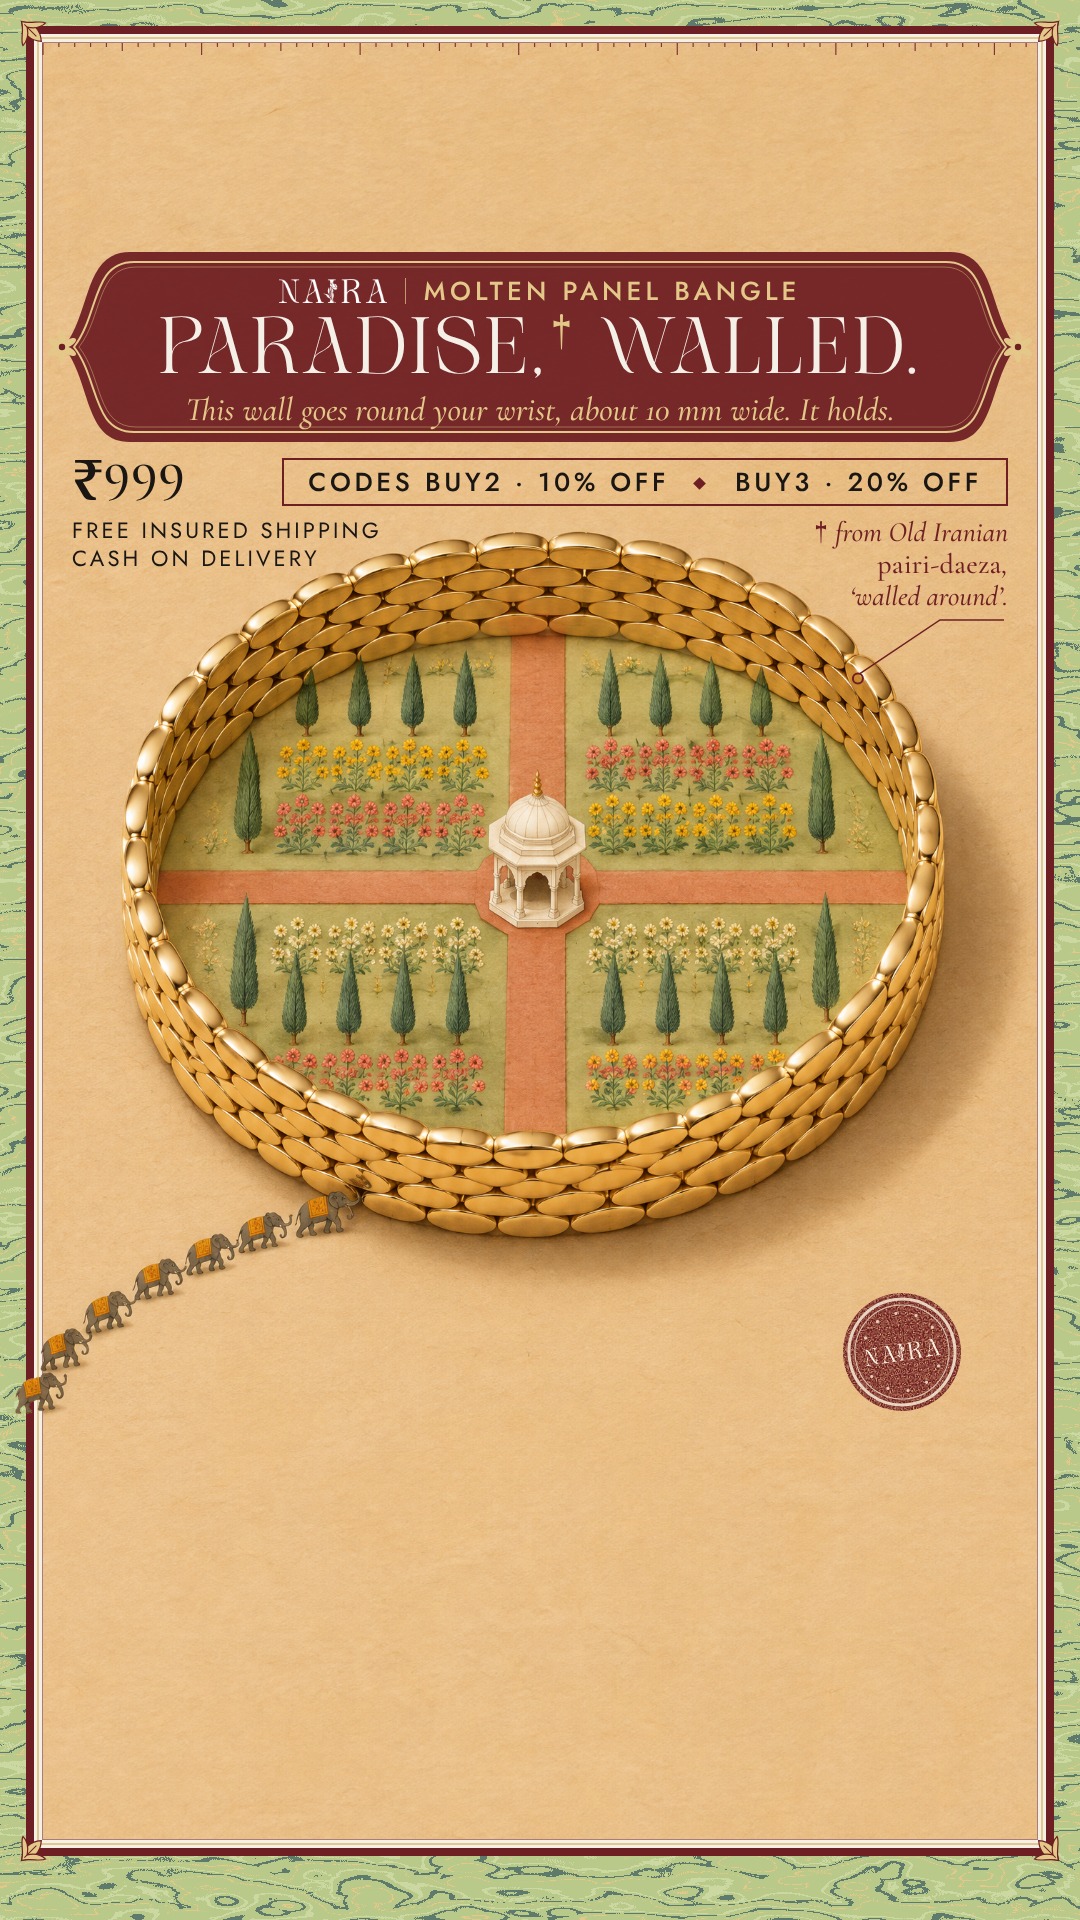 NAIRA | MOLTEN PANEL BANGLE
PARADISE,† WALLED.
This wall goes round your wrist, about 10 mm wide. It holds.
₹999
CODES BUY2 · 10% OFF ◆ BUY3 · 20% OFF
FREE INSURED SHIPPING
CASH ON DELIVERY
† from Old Iranian
pairi-daeza,
‘walled around’.
NAIRA